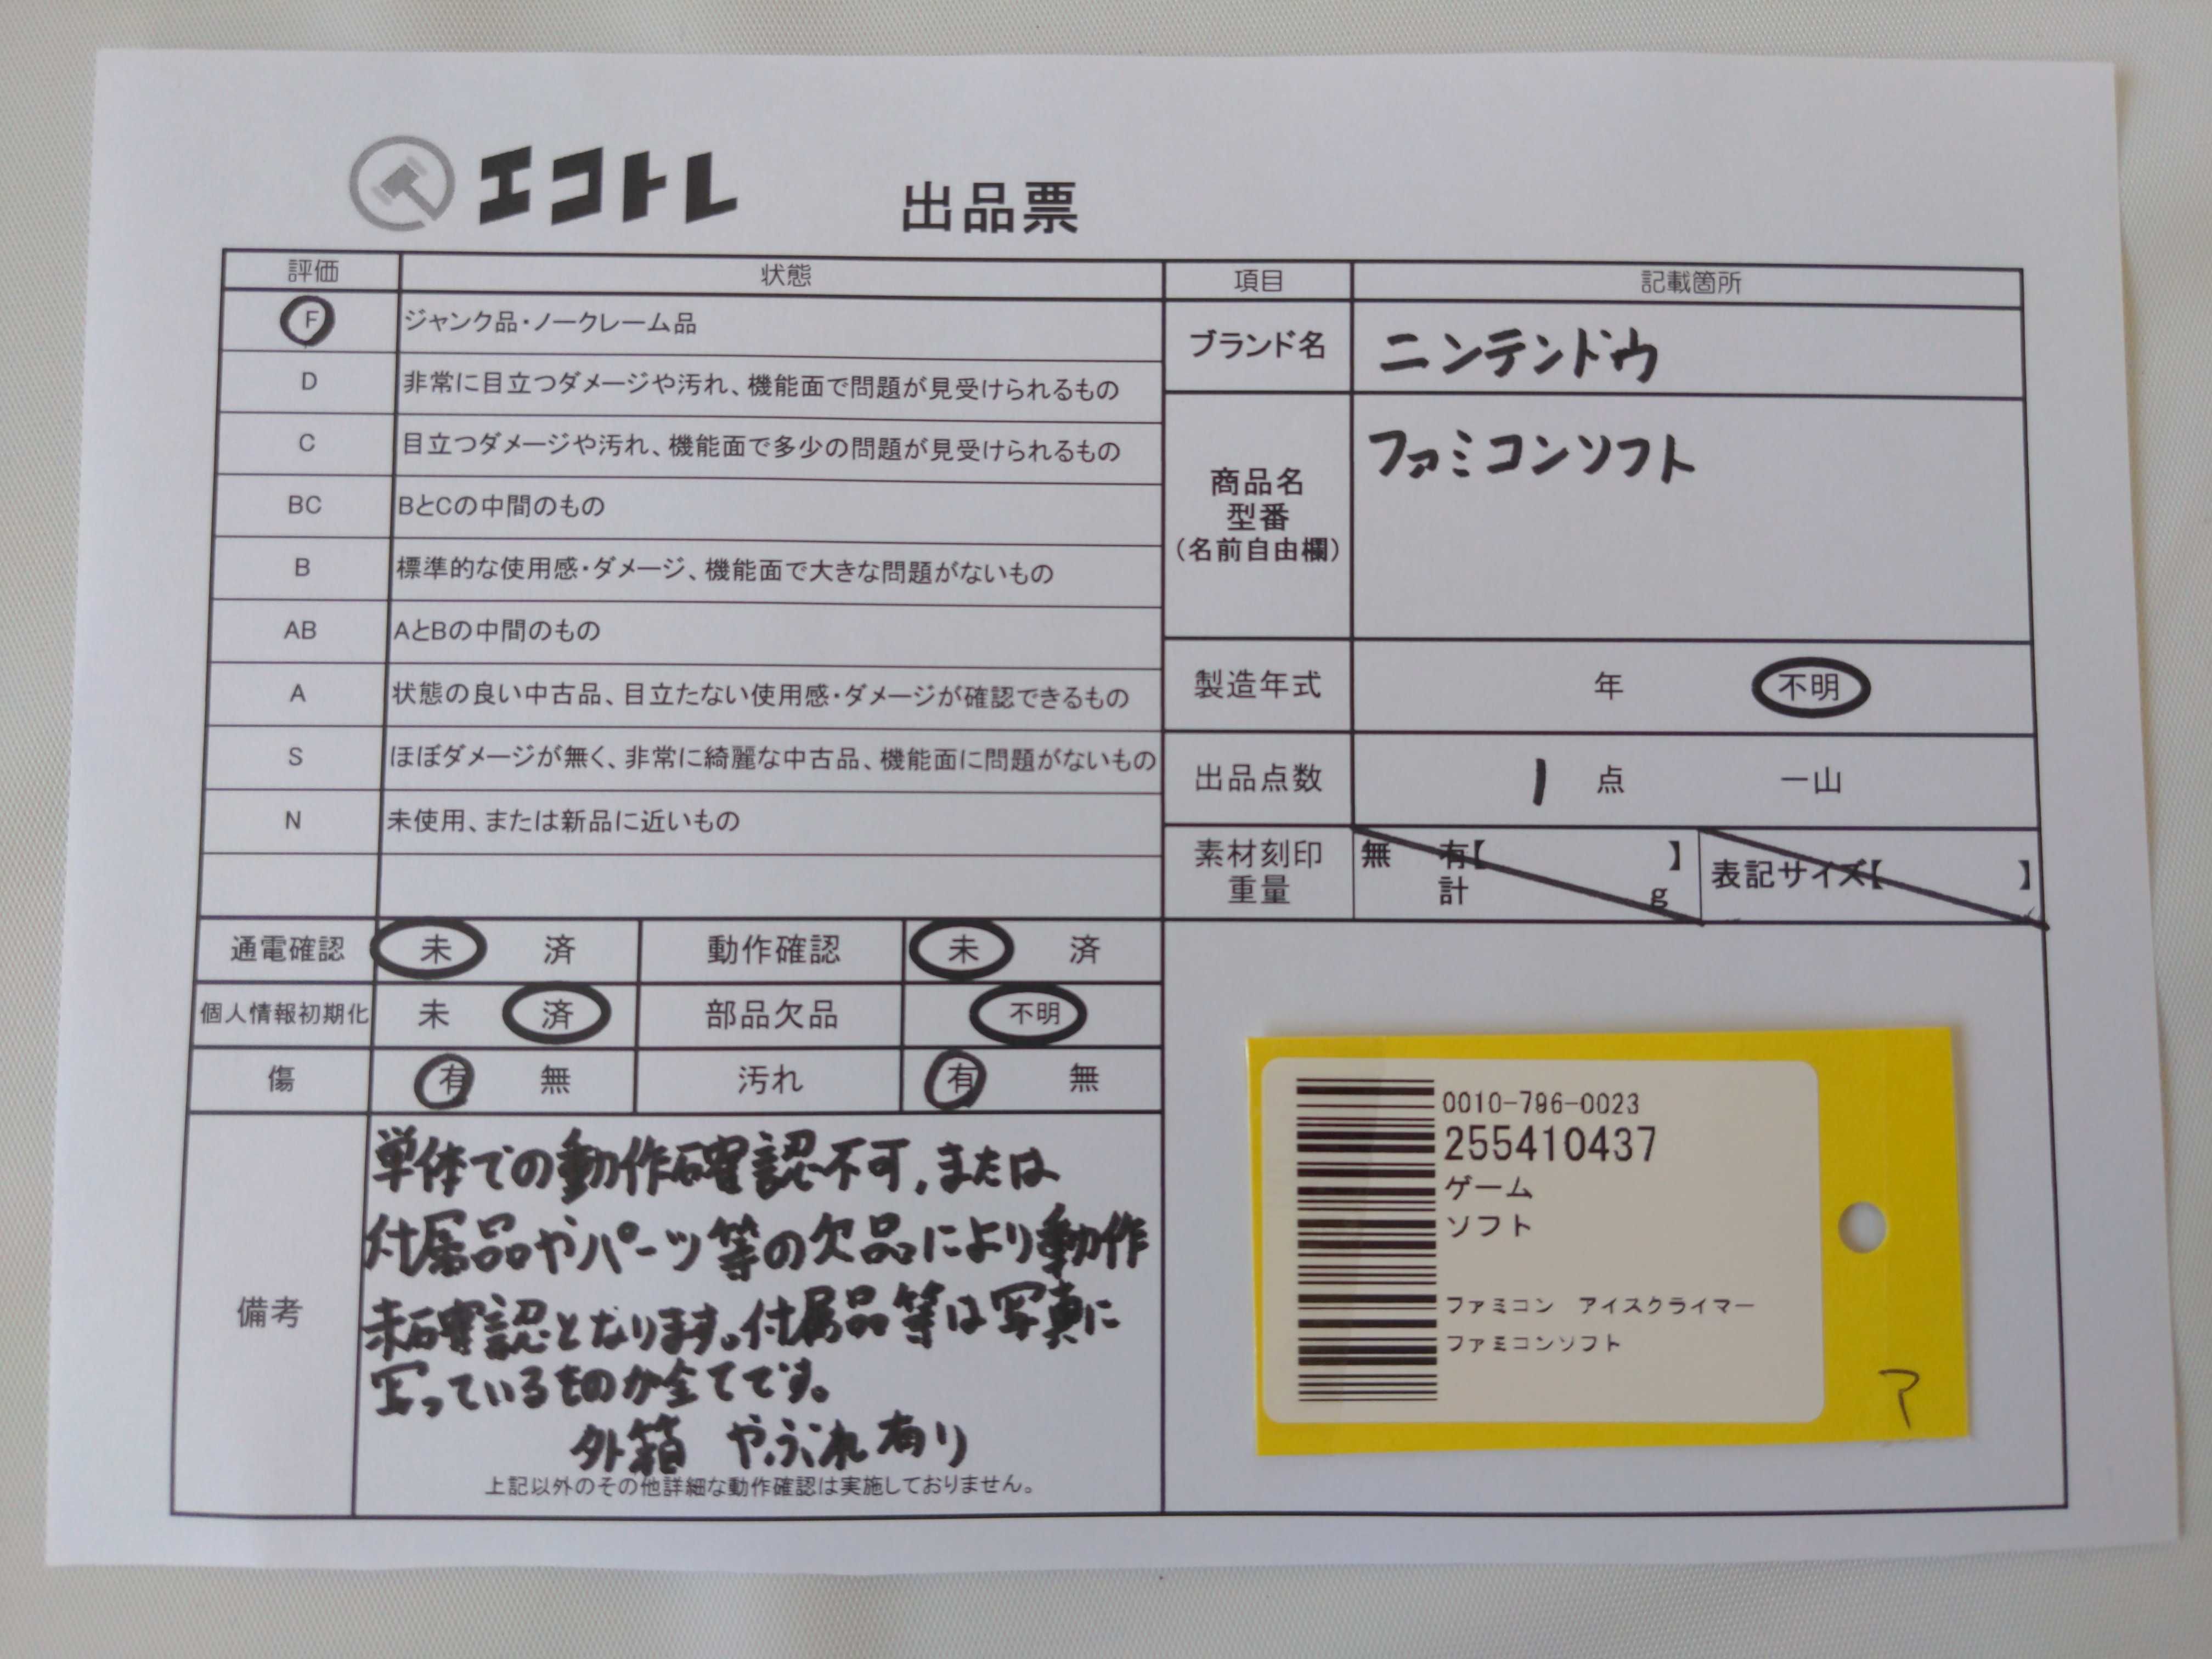 エコトレ
出品票
評価 状態 項目 記載箇所
F ジャンク品・ノークレーム品
D 非常に目立つダメージや汚れ、機能面で問題が見受けられるもの
C 目立つダメージや汚れ、機能面で多少の問題が見受けられるもの
BC BとCの中間のもの
B 標準的な使用感・ダメージ、機能面で大きな問題がないもの
AB AとBの中間のもの
A 状態の良い中古品、目立たない使用感・ダメージが確認できるもの
S ほぼダメージが無く、非常に綺麗な中古品、機能面に問題がないもの
N 未使用、または新品に近いもの
ブランド名 ニンテンドウ
商品名
型番
(名前自由欄)
ファミコンソフト
製造年式 年 不明
出品点数 1 点 一山
素材刻印
重量
無 有【 】
計 g
表記サイズ【 】
通電確認 未 済 動作確認 未 済
個人情報初期化 未 済 部品欠品 不明
傷 有 無 汚れ 有 無
備考
単体での動作確認不可,または
付属品やパーツ等の欠品により動作
未確認となります。付属品等は写真に
写っているものが全てです。
外箱 やぶれ有り
上記以外のその他詳細な動作確認は実施しておりません。
0010-796-0023
255410437
ゲーム
ソフト
ファミコン アイスクライマー
ファミコンソフト
ア